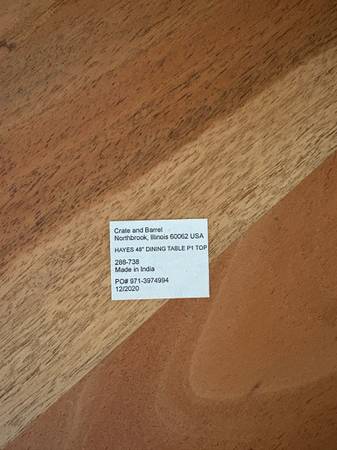 Crate and Barrel
Northbrook, Illinois 60062 USA
HAYES 48" DINING TABLE P1 TOP
288-738
Made in India
PO# 971-3974994
12/2020